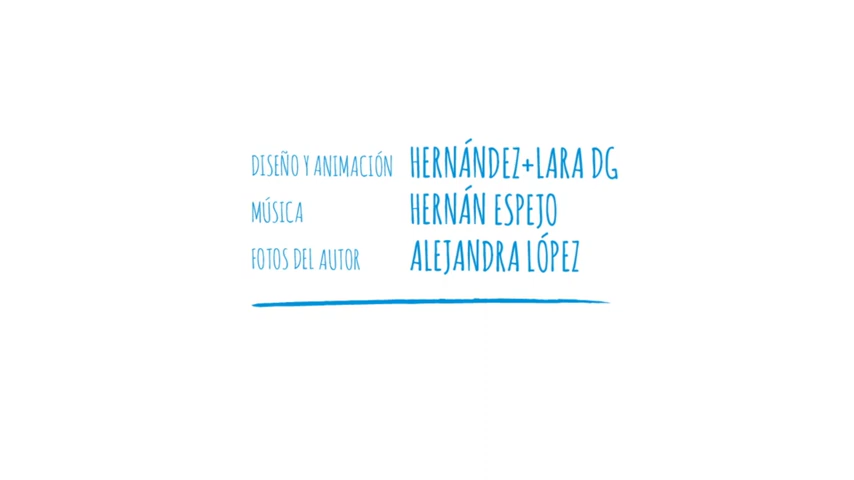 DISEÑO Y ANIMACIÓN HERNÁNDEZ+LARA DG
MÚSICA HERNÁN ESPEJO
FOTOS DEL AUTOR ALEJANDRA LÓPEZ